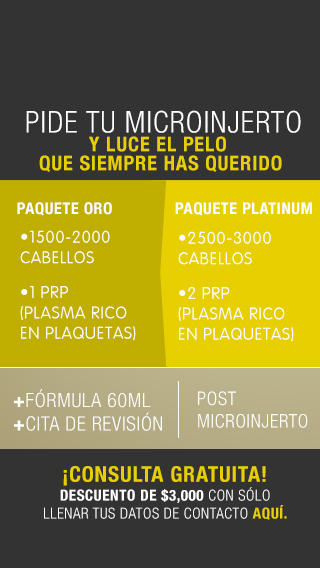 PIDE TU MICROINJERTO
Y LUCE EL PELO
QUE SIEMPRE HAS QUERIDO
PAQUETE ORO
•1500-2000
CABELLOS
•1 PRP
(PLASMA RICO
EN PLAQUETAS)
PAQUETE PLATINUM
•2500-3000
CABELLOS
•2 PRP
(PLASMA RICO
EN PLAQUETAS)
+FÓRMULA 60ML
+CITA DE REVISIÓN
POST
MICROINJERTO
¡CONSULTA GRATUITA!
DESCUENTO DE $3,000 CON SÓLO
LLENAR TUS DATOS DE CONTACTO AQUÍ.